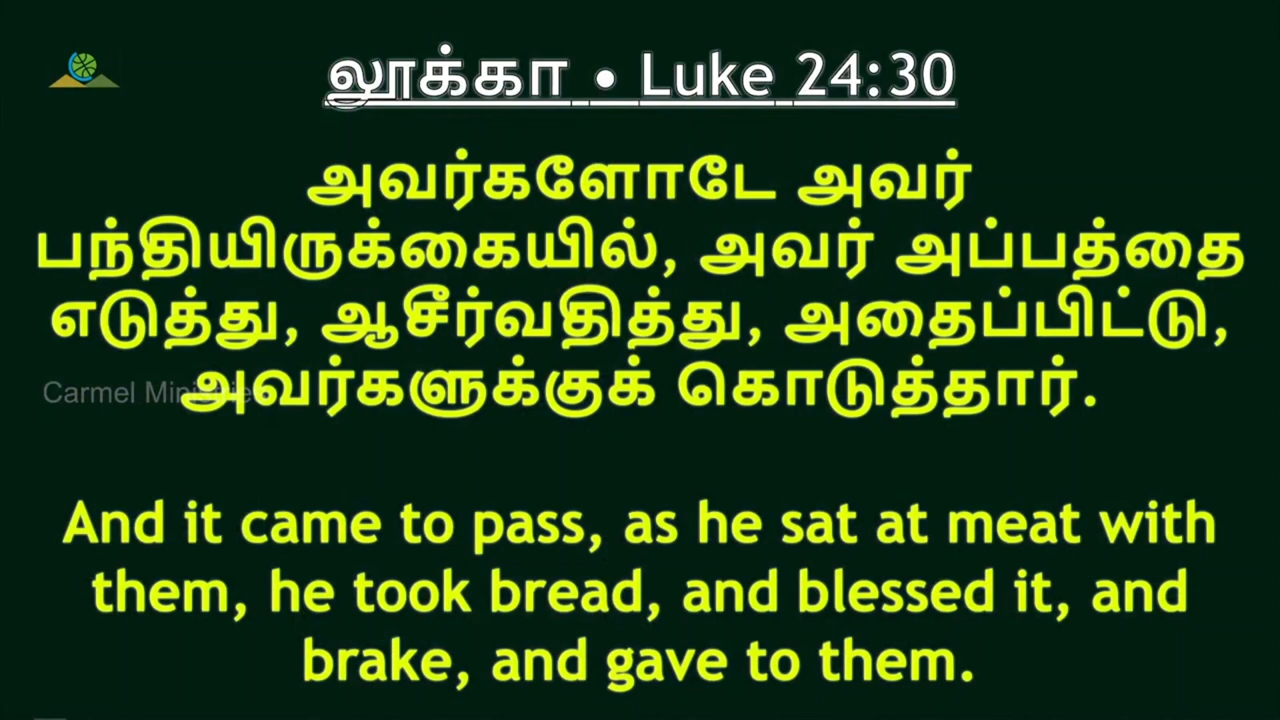 லூக்கா • Luke 24:30
அவர்களோடே அவர்
பந்தியிருக்கையில், அவர் அப்பத்தை
எடுத்து, ஆசீர்வதித்து, அதைப்பிட்டு,
Carmel Ministries
அவர்களுக்குக் கொடுத்தார்.
And it came to pass, as he sat at meat with
them, he took bread, and blessed it, and
brake, and gave to them.